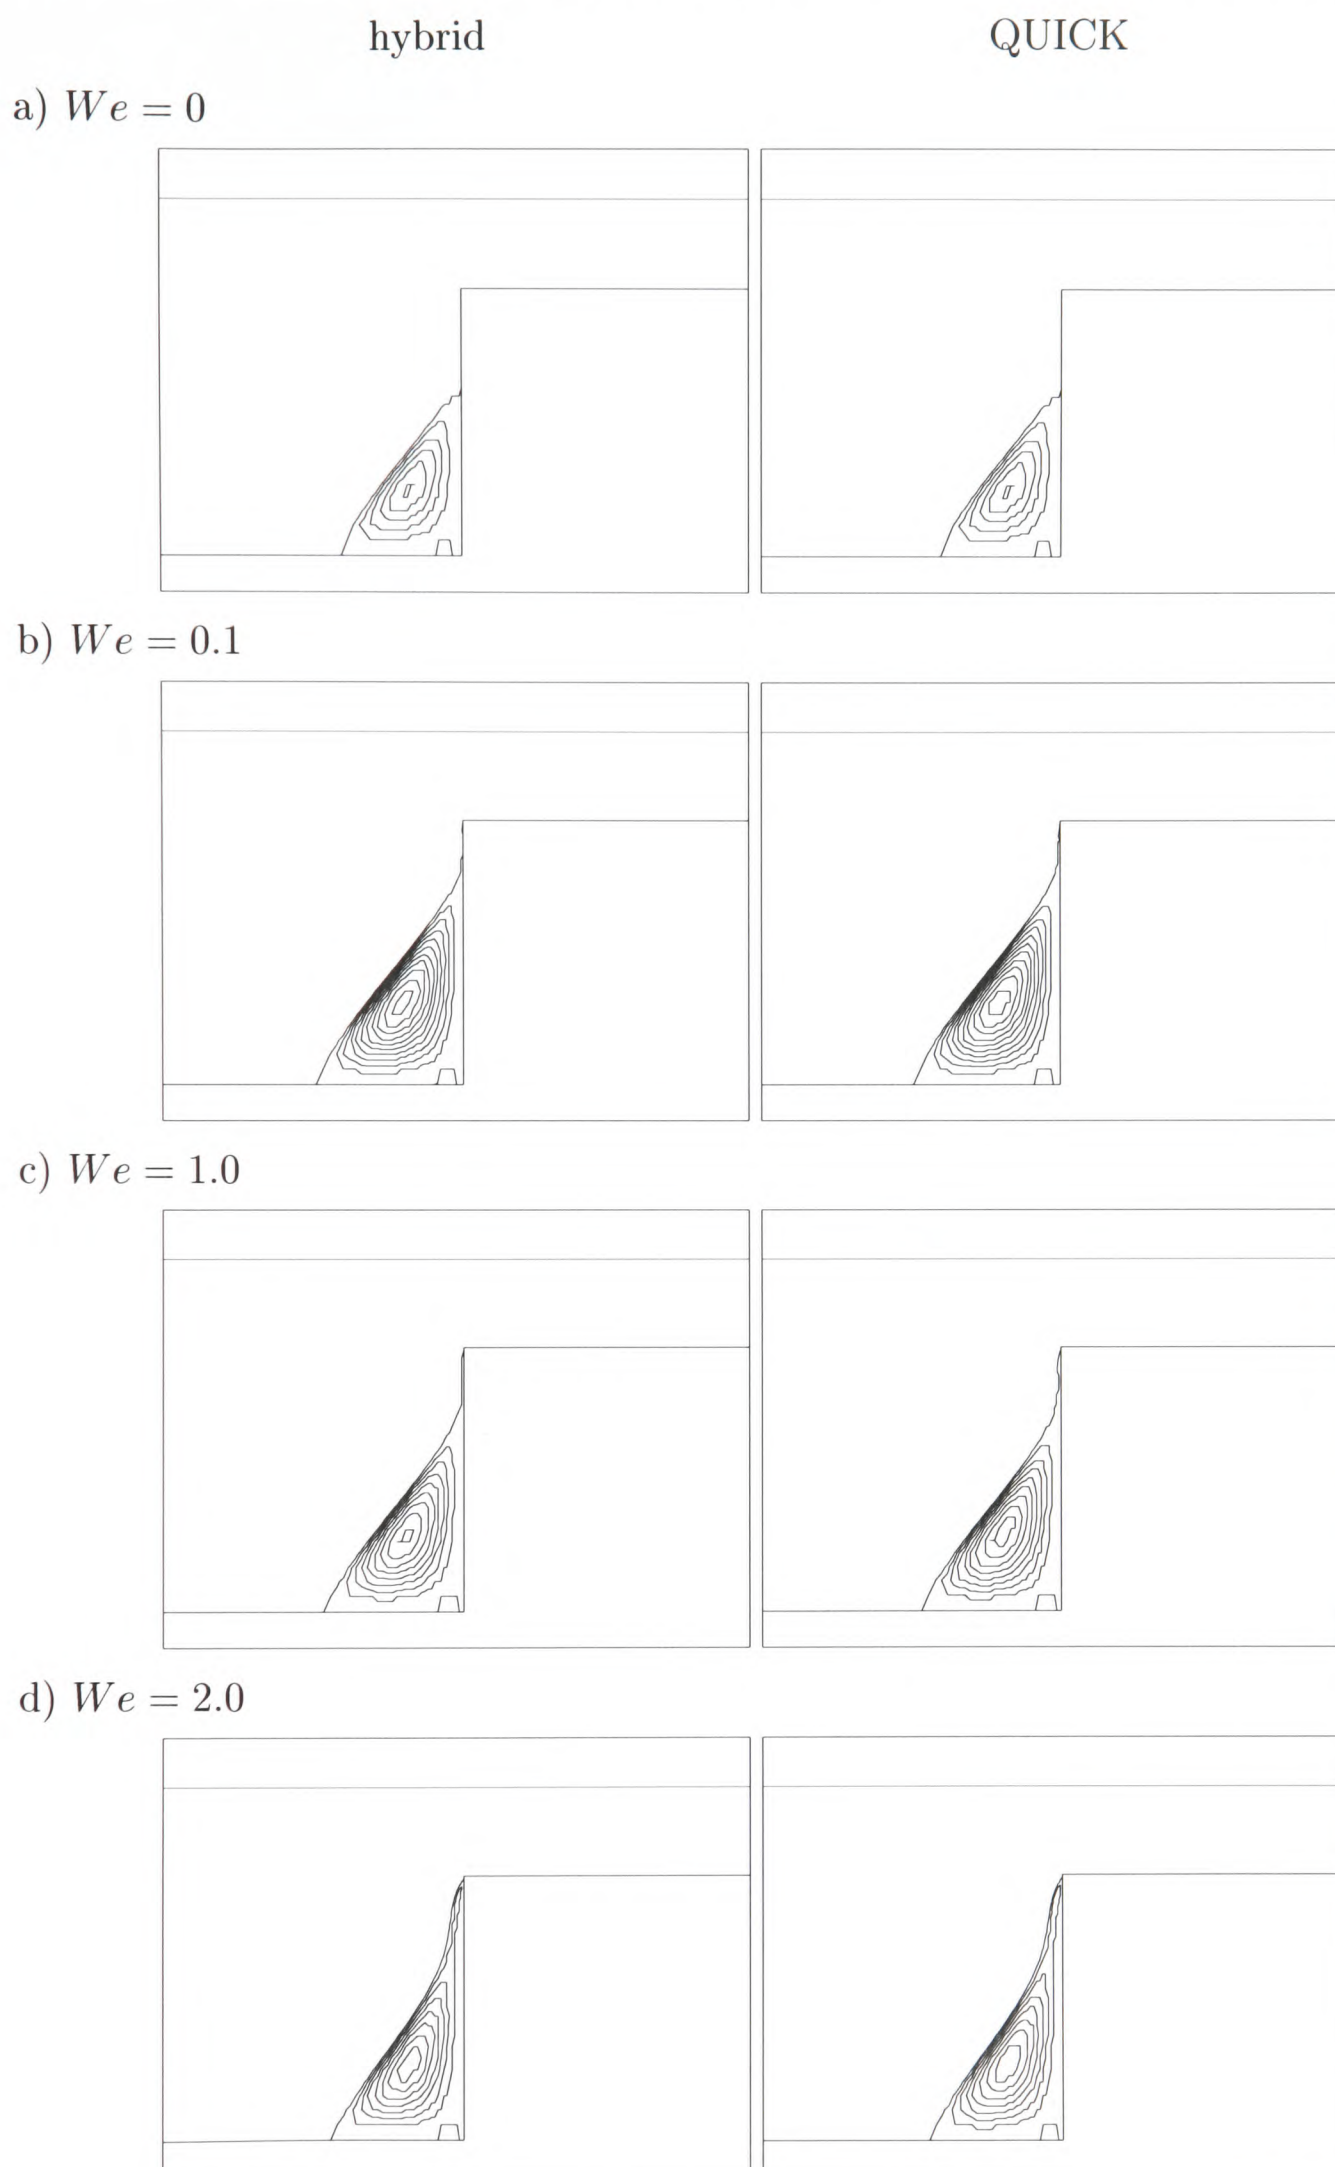 hybrid QUICK
a) We = 0
b) We = 0.1
c) We = 1.0
d) We = 2.0